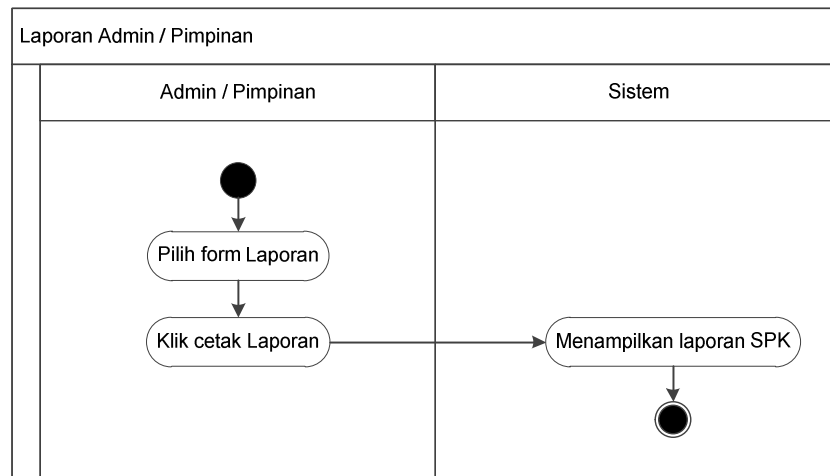 Laporan Admin / Pimpinan
Admin / Pimpinan
Sistem
Pilih form Laporan
Klik cetak Laporan
Menampilkan laporan SPK